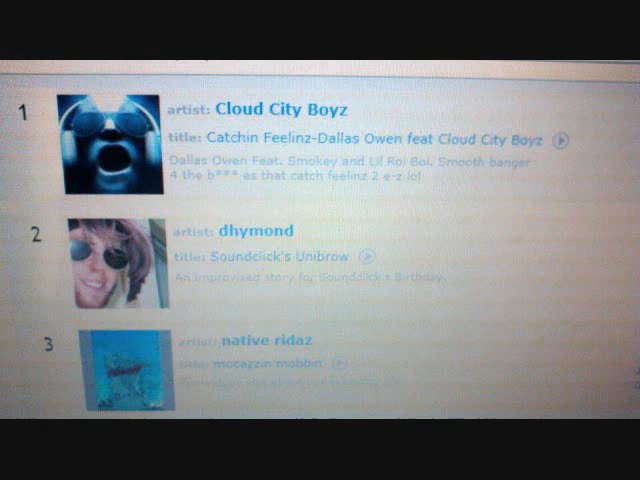 1
artist: Cloud City Boyz
title: Catchin Feelinz-Dallas Owen feat Cloud City Boyz
Dallas Owen Feat. Smokey and Lil Roi Boi. Smooth banger
4 the b*** es that catch feelinz 2 e-z lol
2
artist: dhymond
title: Soundclick's Unibrow
An improvised story for Soundclick's Birthday.
3
artist: native ridaz
title: mocazzin mobbin